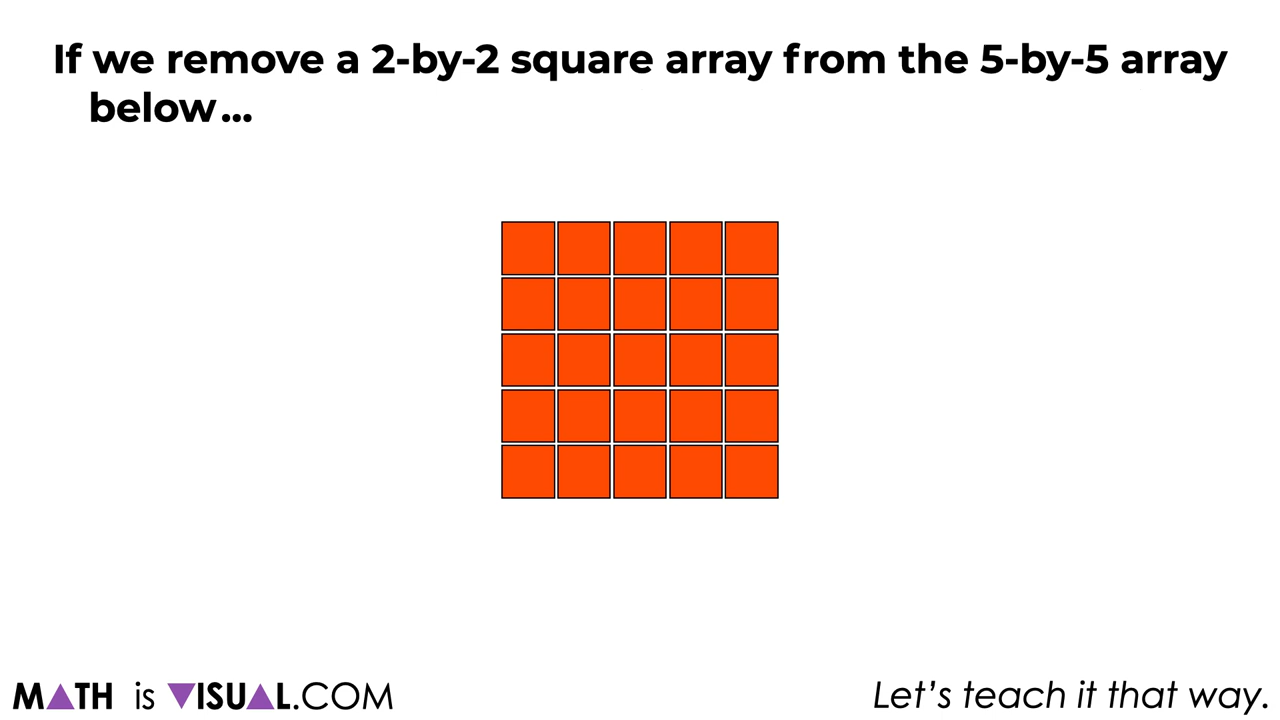 If we remove a 2-by-2 square array from the 5-by-5 array
below...
MATH is VISUAL.COM
Let's teach it that way.